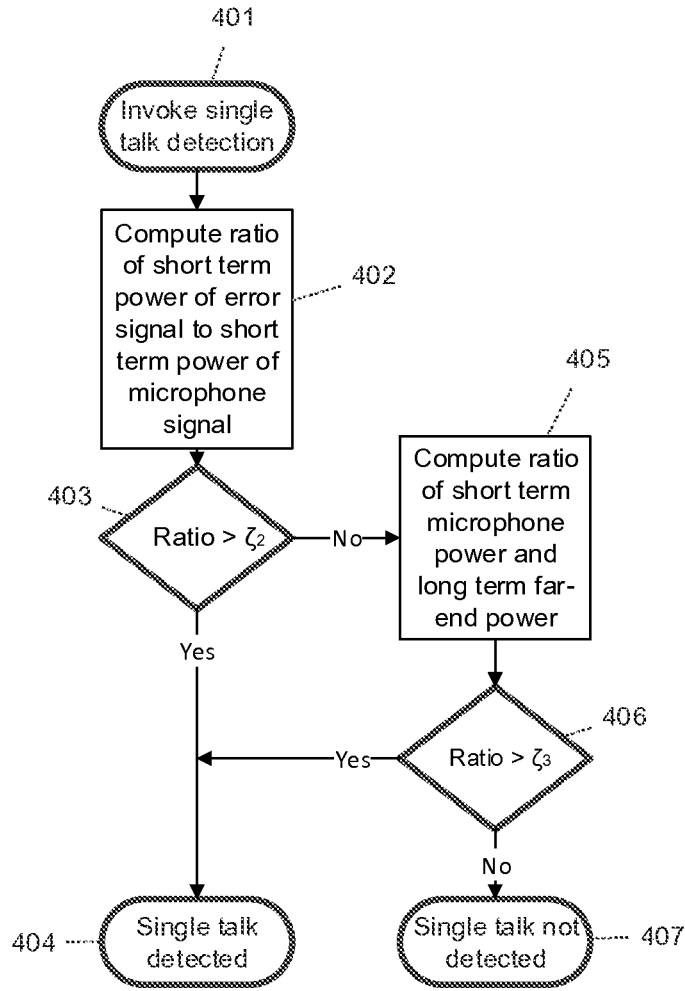 401
Invoke single
talk detection
Compute ratio
of short term
power of error
signal to short
term power of
microphone
signal
402
403
Ratio > ζ2
No
405
Compute ratio
of short term
microphone
power and
long term far-
end power
Yes
406
Ratio > ζ3
Yes
No
404
Single talk
detected
Single talk not
detected
407